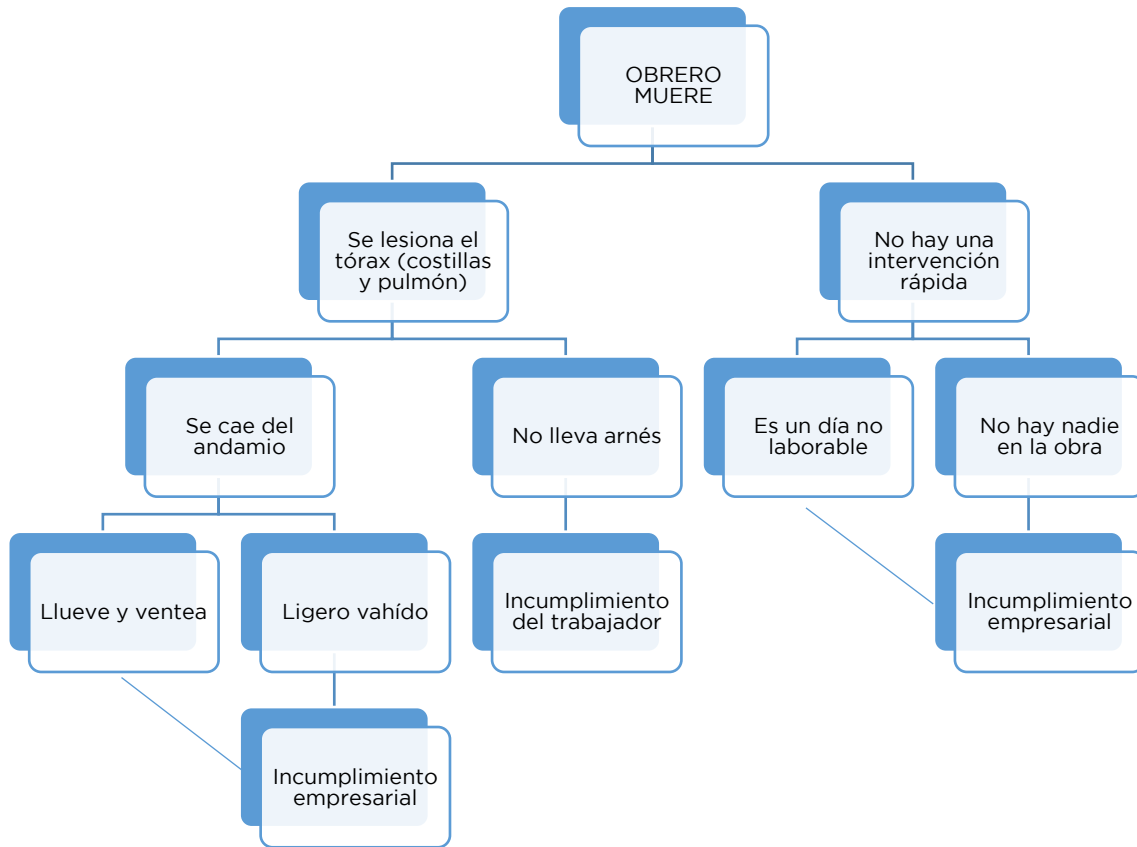 OBRERO
MUERE
Se lesiona el
tórax (costillas
y pulmón)
No hay una
intervención
rápida
Se cae del
andamio
No lleva arnés
Es un día no
laborable
No hay nadie
en la obra
Llueve y ventea
Ligero vahído
Incumplimiento
del trabajador
Incumplimiento
empresarial
Incumplimiento
empresarial